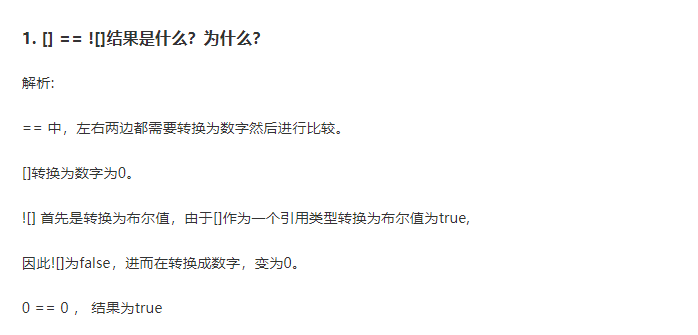 1. [] == ![]结果是什么？为什么？
解析:
== 中，左右两边都需要转换为数字然后进行比较。
[]转换为数字为0。
![] 首先是转换为布尔值，由于[]作为一个引用类型转换为布尔值为true,
因此![]为false，进而在转换成数字，变为0。
0 == 0 ， 结果为true